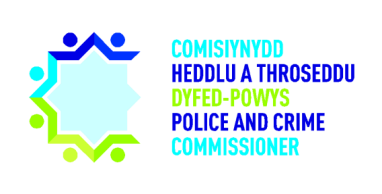 COMISIYNYDD
HEDDLU A THROSEDDU
DYFED-POWYS
POLICE AND CRIME
COMMISSIONER